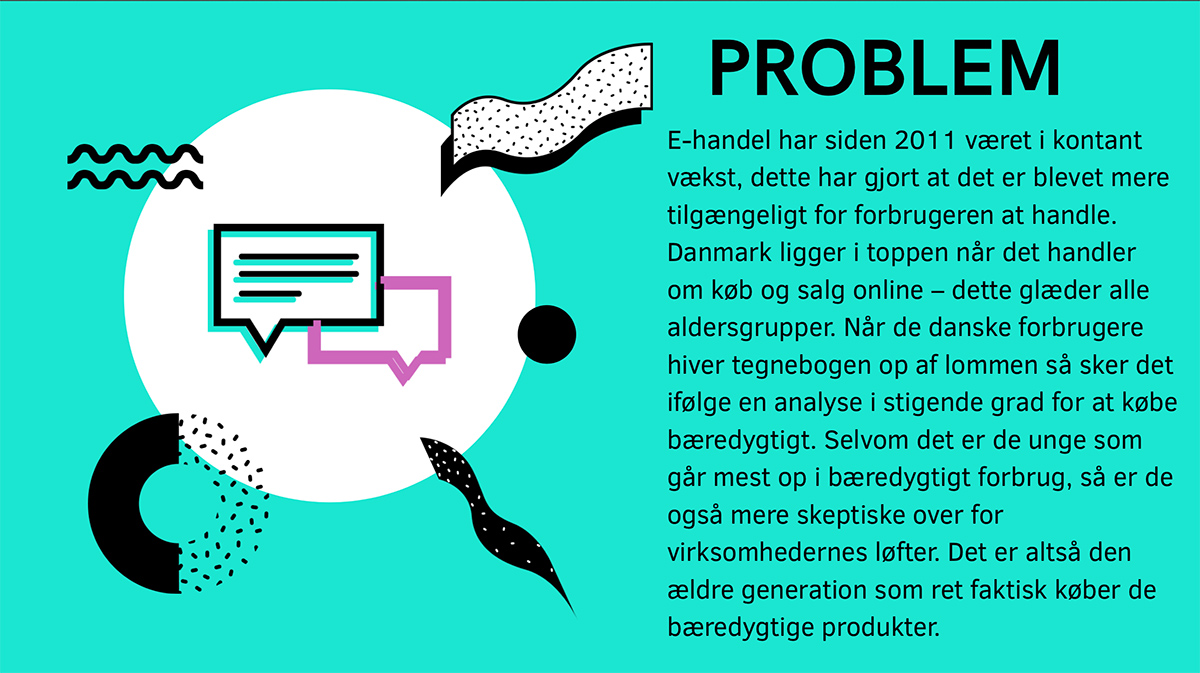 PROBLEM
E-handel har siden 2011 været i kontant
vækst, dette har gjort at det er blevet mere
tilgængeligt for forbrugeren at handle.
Danmark ligger i toppen når det handler
om køb og salg online – dette glæder alle
aldersgrupper. Når de danske forbrugere
hiver tegnebogen op af lommen så sker det
ifølge en analyse i stigende grad for at købe
bæredygtigt. Selvom det er de unge som
går mest op i bæredygtigt forbrug, så er de
også mere skeptiske over for
virksomhedernes løfter. Det er altså den
ældre generation som ret faktisk køber de
bæredygtige produkter.